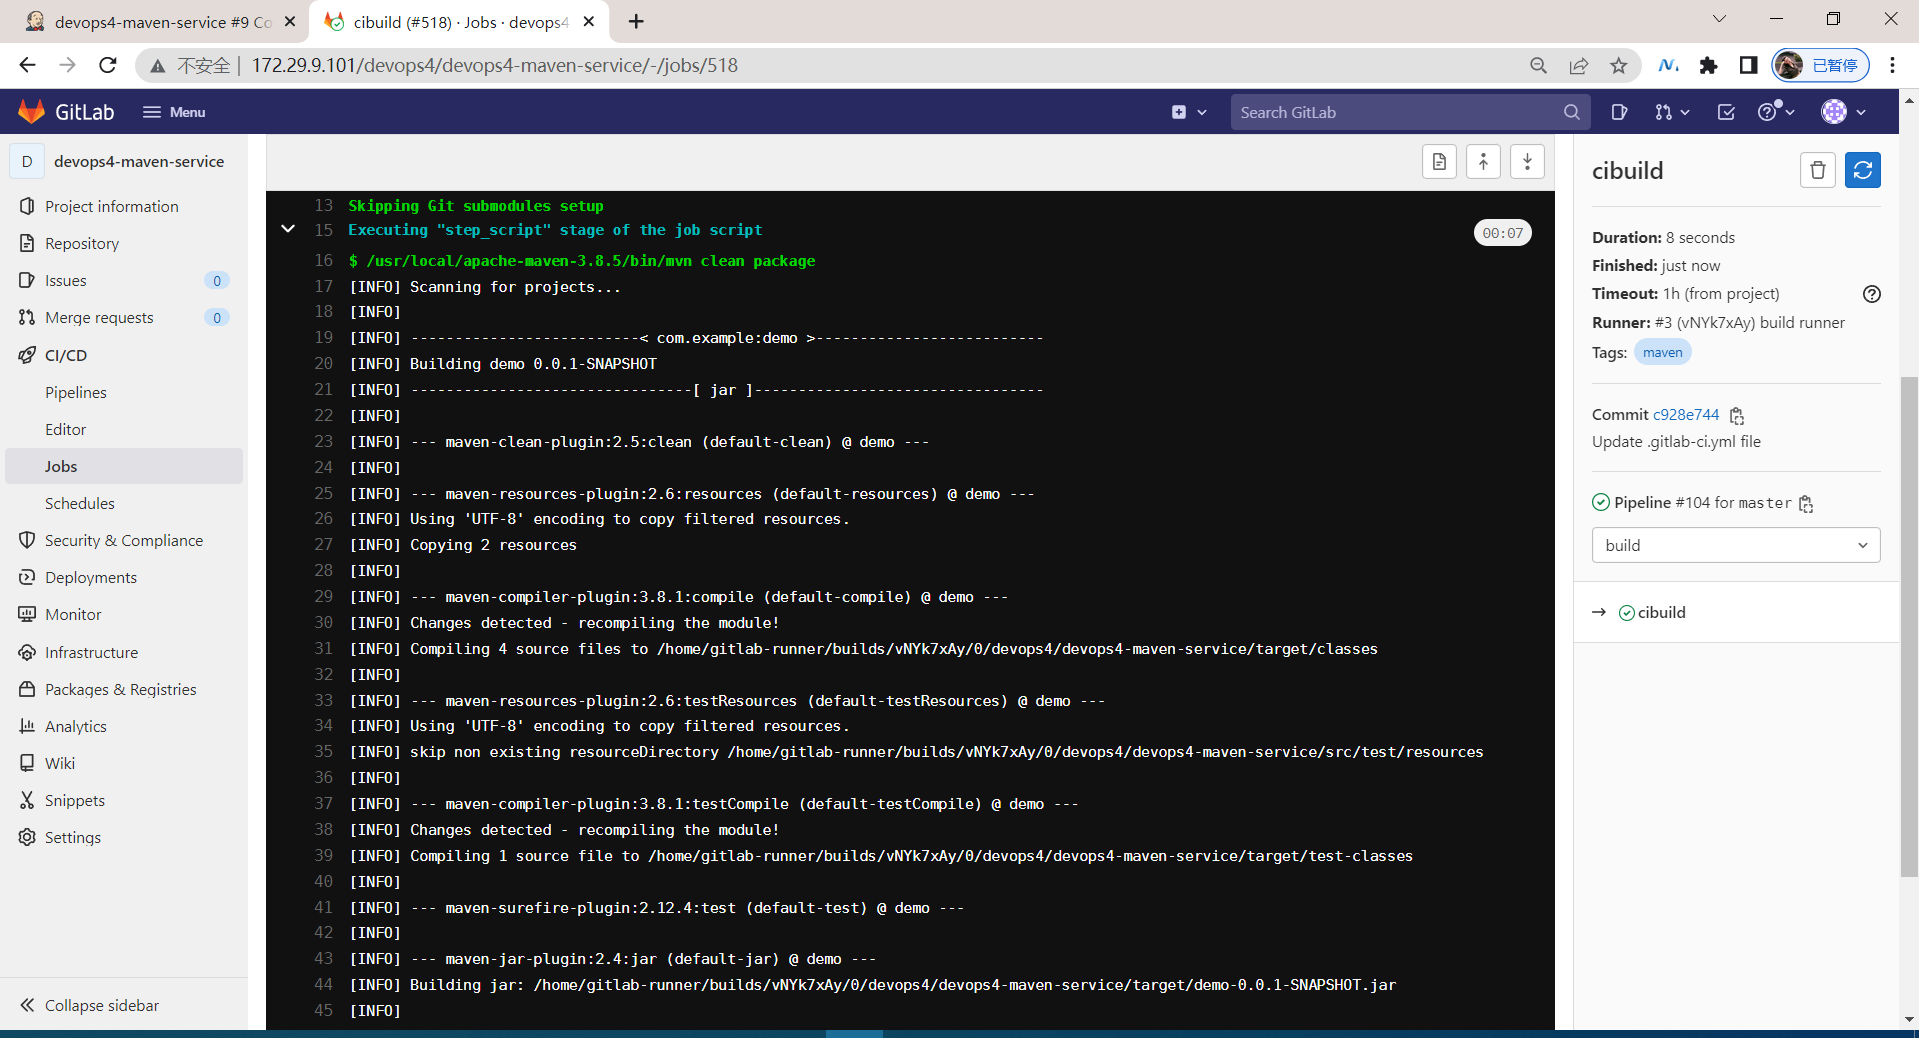 devops4-maven-service #9 Co
cibuild (#518) · Jobs · devops4
不安全 | 172.29.9.101/devops4/devops4-maven-service/-/jobs/518
已暂停
GitLab
Menu
Search GitLab
D devops4-maven-service
Project information
Repository
Issues 0
Merge requests 0
CI/CD
Pipelines
Editor
Jobs
Schedules
Security & Compliance
Deployments
Monitor
Infrastructure
Packages & Registries
Analytics
Wiki
Snippets
Settings
Collapse sidebar
13 Skipping Git submodules setup
15 Executing "step_script" stage of the job script 00:07
16 $ /usr/local/apache-maven-3.8.5/bin/mvn clean package
17 [INFO] Scanning for projects...
18 [INFO]
19 [INFO] --------------------------< com.example:demo >--------------------------
20 [INFO] Building demo 0.0.1-SNAPSHOT
21 [INFO] --------------------------------[ jar ]---------------------------------
22 [INFO]
23 [INFO] --- maven-clean-plugin:2.5:clean (default-clean) @ demo ---
24 [INFO]
25 [INFO] --- maven-resources-plugin:2.6:resources (default-resources) @ demo ---
26 [INFO] Using 'UTF-8' encoding to copy filtered resources.
27 [INFO] Copying 2 resources
28 [INFO]
29 [INFO] --- maven-compiler-plugin:3.8.1:compile (default-compile) @ demo ---
30 [INFO] Changes detected - recompiling the module!
31 [INFO] Compiling 4 source files to /home/gitlab-runner/builds/vNYk7xAy/0/devops4/devops4-maven-service/target/classes
32 [INFO]
33 [INFO] --- maven-resources-plugin:2.6:testResources (default-testResources) @ demo ---
34 [INFO] Using 'UTF-8' encoding to copy filtered resources.
35 [INFO] skip non existing resourceDirectory /home/gitlab-runner/builds/vNYk7xAy/0/devops4/devops4-maven-service/src/test/resources
36 [INFO]
37 [INFO] --- maven-compiler-plugin:3.8.1:testCompile (default-testCompile) @ demo ---
38 [INFO] Changes detected - recompiling the module!
39 [INFO] Compiling 1 source file to /home/gitlab-runner/builds/vNYk7xAy/0/devops4/devops4-maven-service/target/test-classes
40 [INFO]
41 [INFO] --- maven-surefire-plugin:2.12.4:test (default-test) @ demo ---
42 [INFO]
43 [INFO] --- maven-jar-plugin:2.4:jar (default-jar) @ demo ---
44 [INFO] Building jar: /home/gitlab-runner/builds/vNYk7xAy/0/devops4/devops4-maven-service/target/demo-0.0.1-SNAPSHOT.jar
45 [INFO]
cibuild
Duration: 8 seconds
Finished: just now
Timeout: 1h (from project)
Runner: #3 (vNYk7xAy) build runner
Tags: maven
Commit c928e744
Update .gitlab-ci.yml file
Pipeline #104 for master
build
→ cibuild